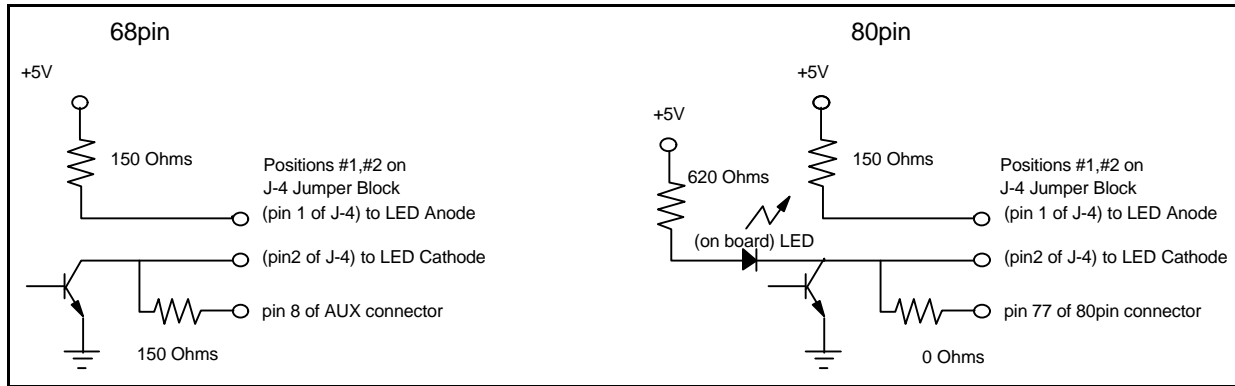 68pin
+5V
150 Ohms
Positions #1,#2 on
J-4 Jumper Block
(pin 1 of J-4) to LED Anode
(pin2 of J-4) to LED Cathode
pin 8 of AUX connector
150 Ohms
80pin
+5V
+5V
150 Ohms
620 Ohms
Positions #1,#2 on
J-4 Jumper Block
(pin 1 of J-4) to LED Anode
(on board) LED
(pin2 of J-4) to LED Cathode
pin 77 of 80pin connector
0 Ohms